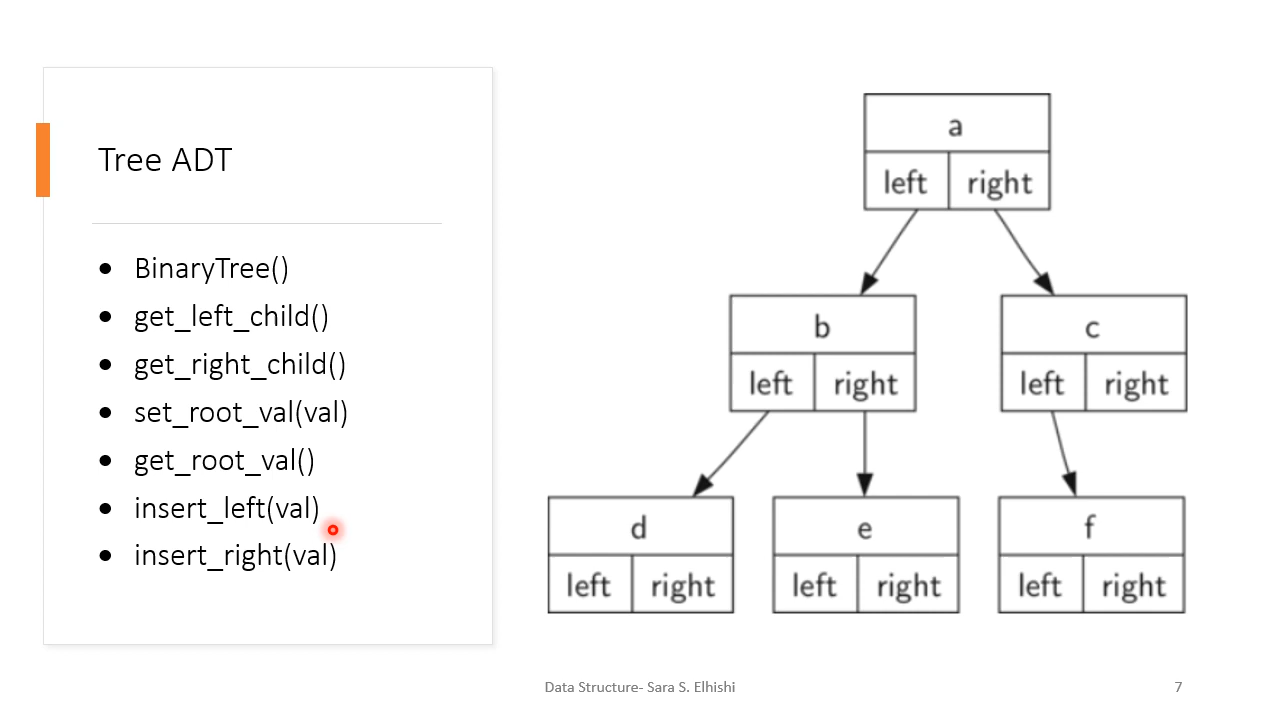 Tree ADT
BinaryTree()
get_left_child()
get_right_child()
set_root_val(val)
get_root_val()
insert_left(val)
insert_right(val)
a
left right
b
left right
c
left right
d
left right
e
left right
f
left right
Data Structure- Sara S. Elhishi
7